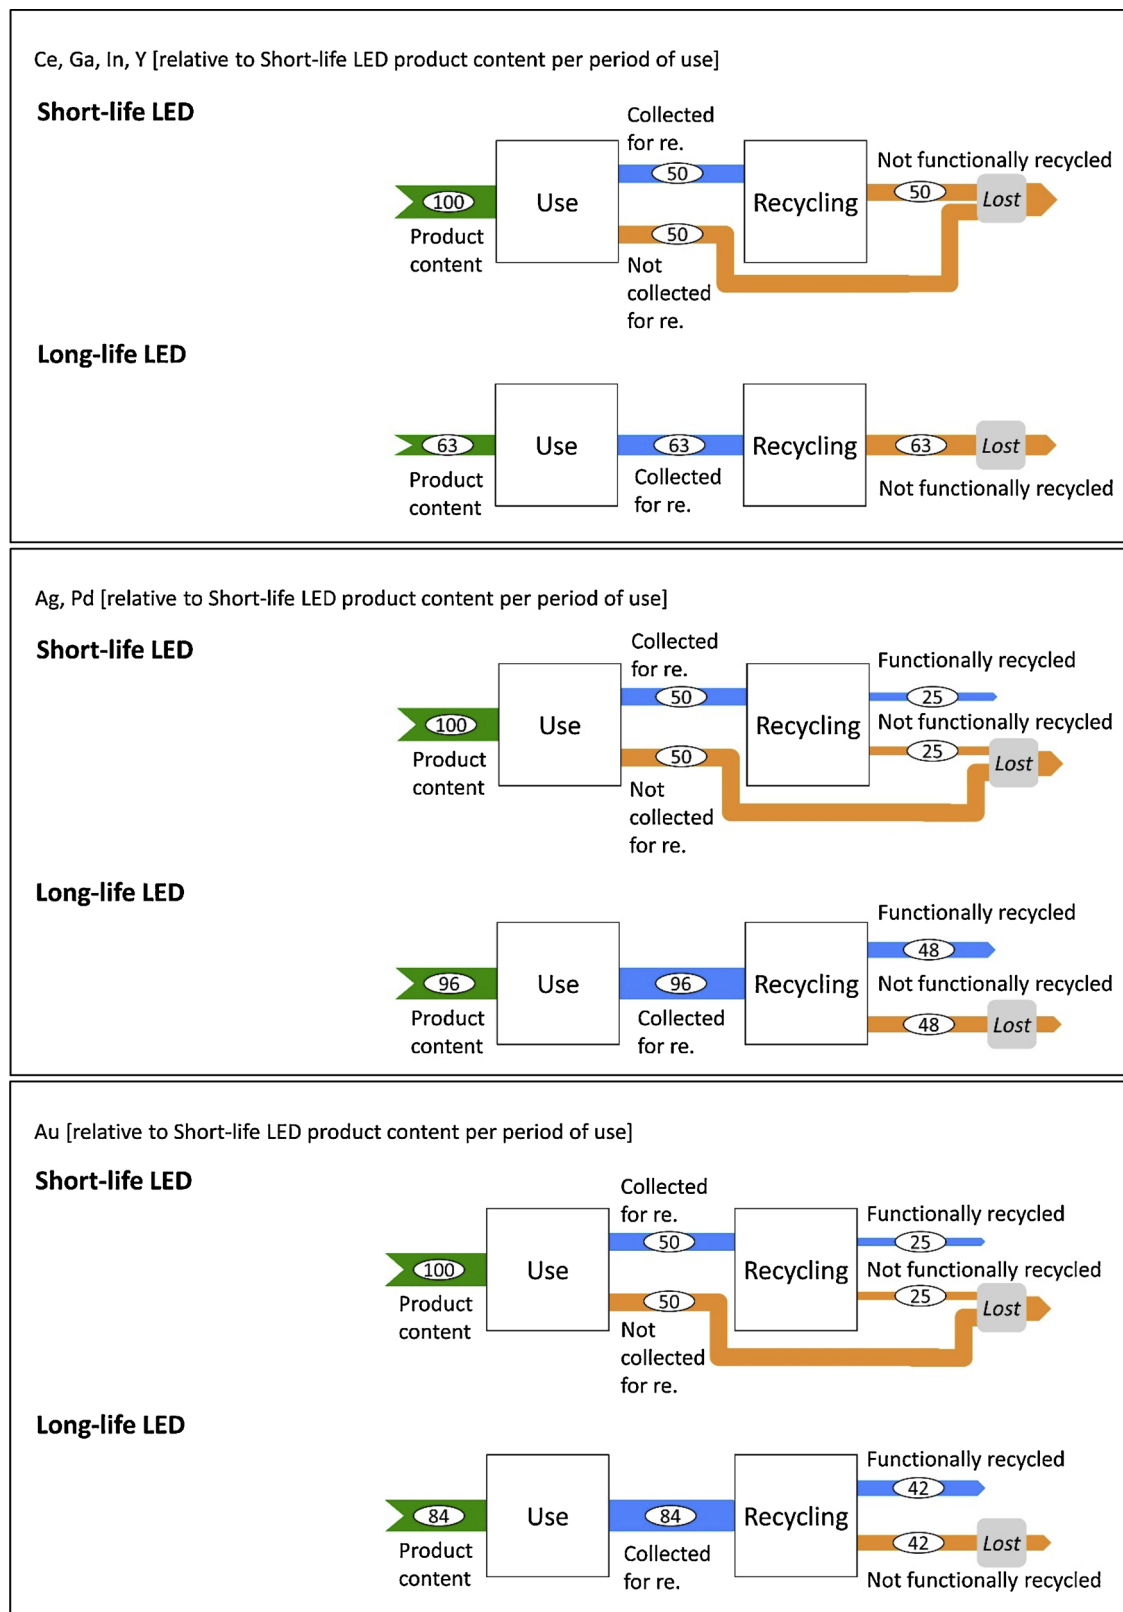 Ce, Ga, In, Y [relative to Short-life LED product content per period of use]
Short-life LED
Collected
for re.
50
Not functionally recycled
100
Use
Recycling
50
Lost
Product
content
50
Not
collected
for re.
Long-life LED
63
Use
63
Recycling
63
Lost
Product
content
Collected
for re.
Not functionally recycled
Ag, Pd [relative to Short-life LED product content per period of use]
Short-life LED
Collected
for re.
Functionally recycled
50
25
100
Use
Recycling
Not functionally recycled
25
Lost
Product
content
50
Not
collected
for re.
Long-life LED
Functionally recycled
48
96
Use
96
Recycling
Not functionally recycled
Product
content
Collected
for re.
48
Lost
Au [relative to Short-life LED product content per period of use]
Short-life LED
Collected
for re.
Functionally recycled
50
25
100
Use
Recycling
Not functionally recycled
25
Lost
Product
content
50
Not
collected
for re.
Long-life LED
Functionally recycled
42
84
Use
84
Recycling
42
Lost
Product
content
Collected
for re.
Not functionally recycled